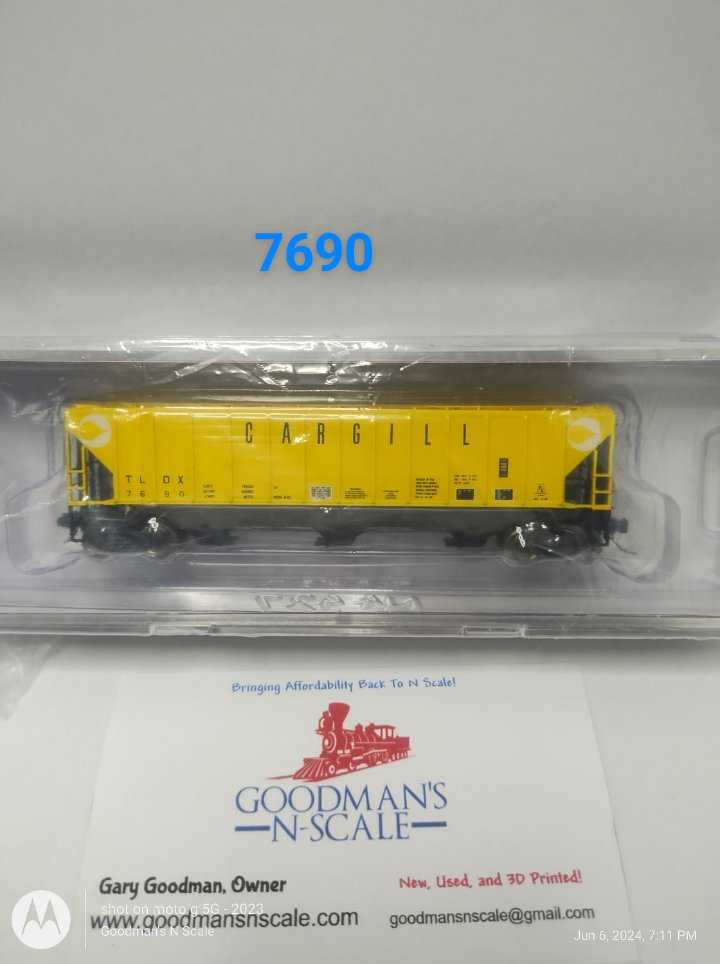 7690
CARGILL
TLDX
7690
Bringing Affordability Back To N Scale!
GOODMAN'S
N-SCALE
Gary Goodman, Owner
New, Used, and 3D Printed!
www.goodmansnscale.com
goodmansnscale@gmail.com
shot on moto g 5G - 2023
Goodman's N Scale
Jun 6, 2024, 7:11 PM